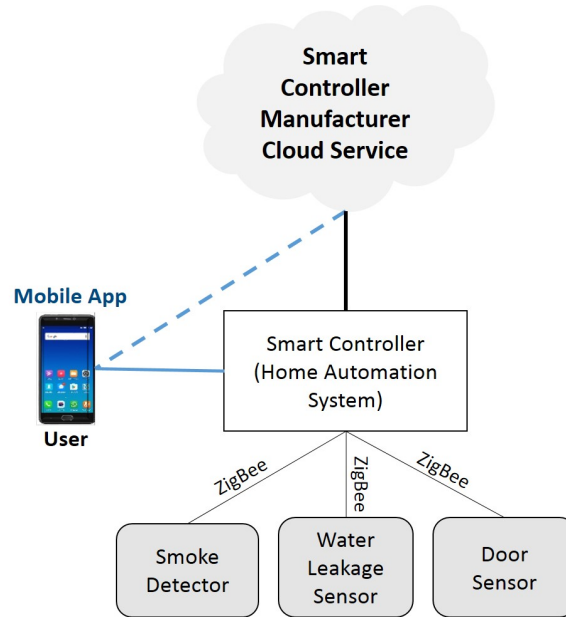 Smart
Controller
Manufacturer
Cloud Service
Mobile App
User
Smart Controller
(Home Automation
System)
ZigBee
ZigBee
ZigBee
Smoke
Detector
Water
Leakage
Sensor
Door
Sensor